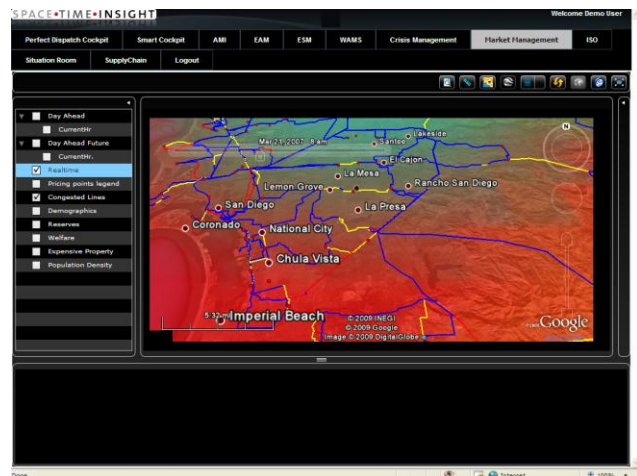 SPACE•TIME•INSIGHT
Welcome Demo User
Perfect Dispatch Cockpit Smart Cockpit AMI EAM ESM WAMS Crisis Management Market Management ISO
Situation Room SupplyChain Logout
Day Ahead
CurrentHr
Day Ahead Future
CurrentHr.
Realtime
Pricing points legend
Congested Lines
Demographics
Reserves
Welfare
Expensive Property
Population Density
N
Lakeside
Santos
El Cajon
La Mesa
Lemon Grove
Rancho San Diego
San Diego
La Presa
Coronado
National City
Chula Vista
Imperial Beach
© 2009 INEGI
© 2009 Google
Image © 2009 DigitalGlobe
Google
Done
Internet
100%